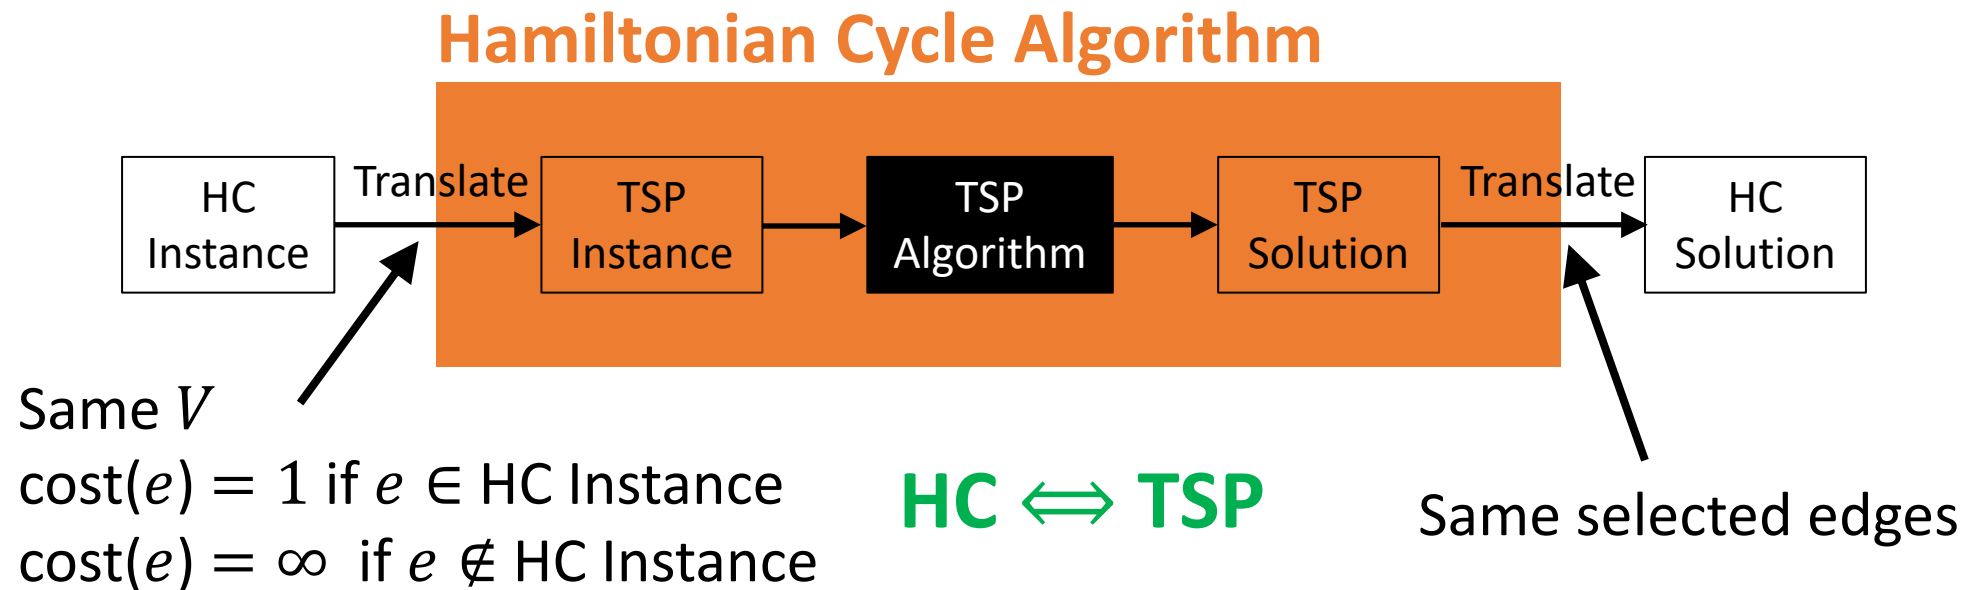 Hamiltonian Cycle Algorithm
HC
Instance
Translate
TSP
Instance
TSP
Algorithm
TSP
Solution
Translate
HC
Solution
Same V
cost(e) = 1 if e ∈ HC Instance
cost(e) = ∞ if e ∉ HC Instance
HC ⟺ TSP
Same selected edges